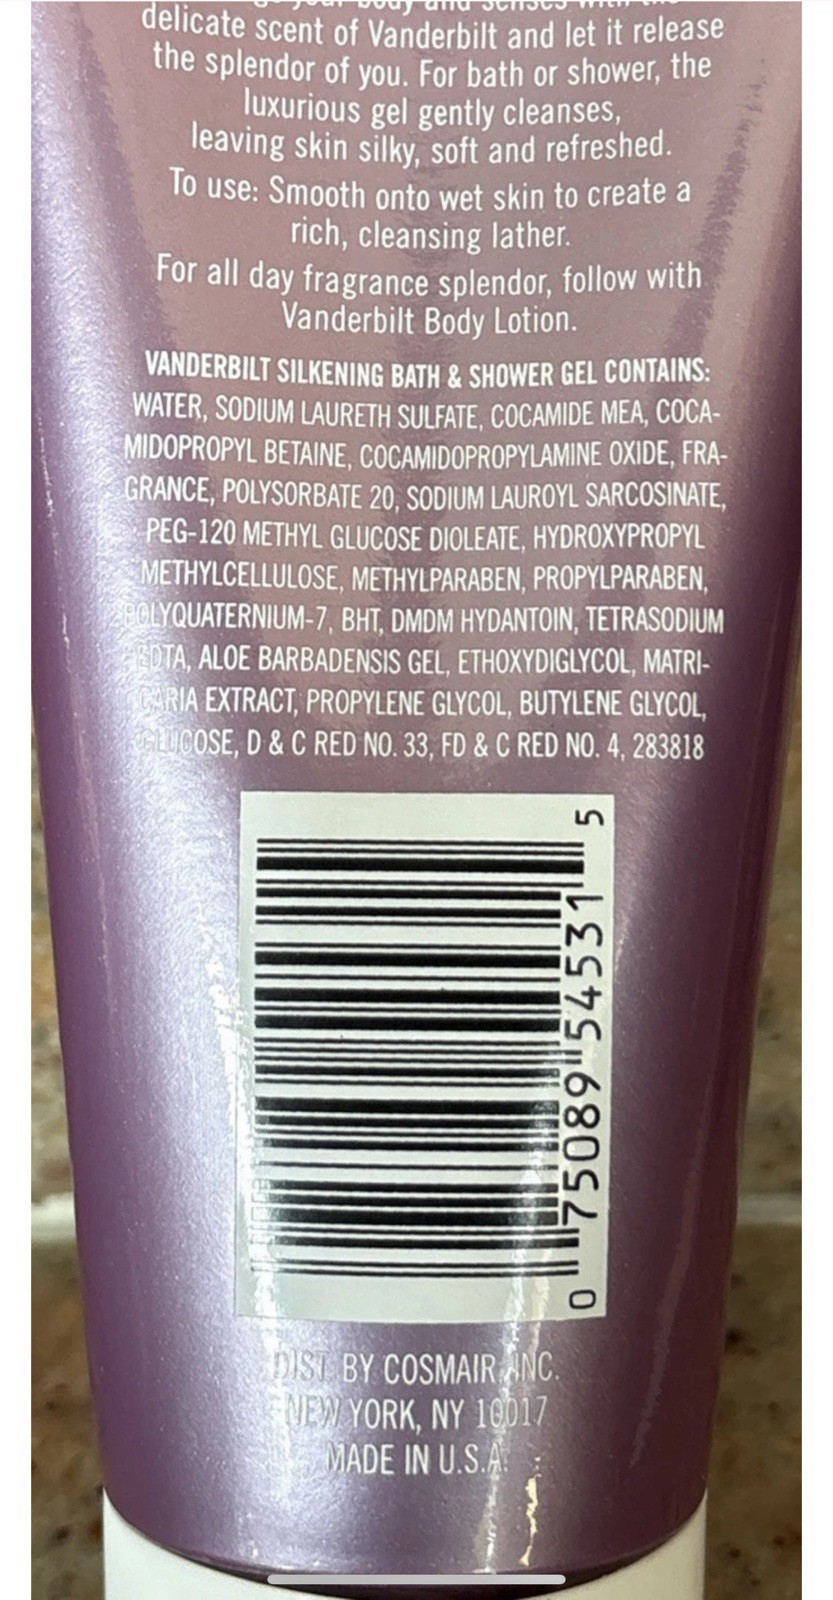 your body and senses with the
delicate scent of Vanderbilt and let it release
the splendor of you. For bath or shower, the
luxurious gel gently cleanses,
leaving skin silky, soft and refreshed.
To use: Smooth onto wet skin to create a
rich, cleansing lather.
For all day fragrance splendor, follow with
Vanderbilt Body Lotion.
VANDERBILT SILKENING BATH & SHOWER GEL CONTAINS:
WATER, SODIUM LAURETH SULFATE, COCAMIDE MEA, COCA-
MIDOPROPYL BETAINE, COCAMIDOPROPYLAMINE OXIDE, FRA-
GRANCE, POLYSORBATE 20, SODIUM LAUROYL SARCOSINATE,
PEG-120 METHYL GLUCOSE DIOLEATE, HYDROXYPROPYL
METHYLCELLULOSE, METHYLPARABEN, PROPYLPARABEN,
POLYQUATERNIUM-7, BHT, DMDM HYDANTOIN, TETRASODIUM
EDTA, ALOE BARBADENSIS GEL, ETHOXYDIGLYCOL, MATRI-
CARIA EXTRACT, PROPYLENE GLYCOL, BUTYLENE GLYCOL,
GLUCOSE, D & C RED NO. 33, FD & C RED NO. 4, 283818
0 75089 54531 5
DIST. BY COSMAIR, INC.
NEW YORK, NY 10017
MADE IN U.S.A.